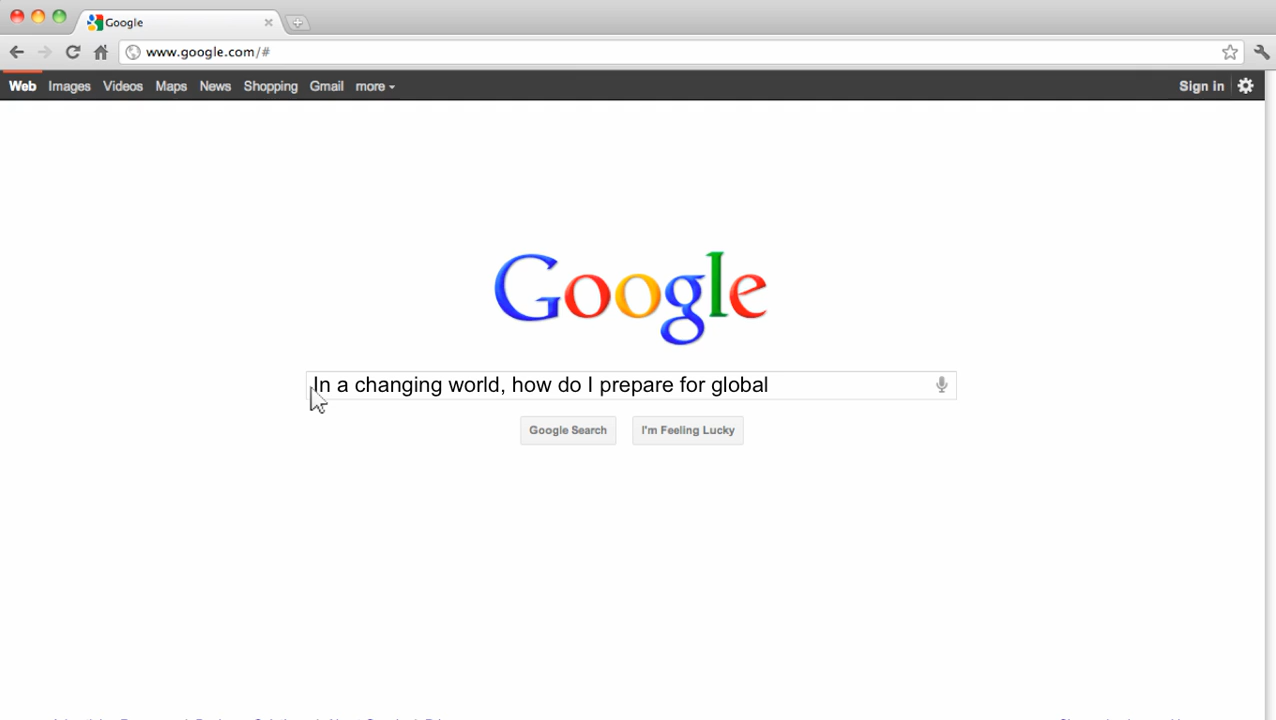 Google
www.google.com/#
Web Images Videos Maps News Shopping Gmail more Sign in
Google
In a changing world, how do I prepare for global
Google Search I'm Feeling Lucky